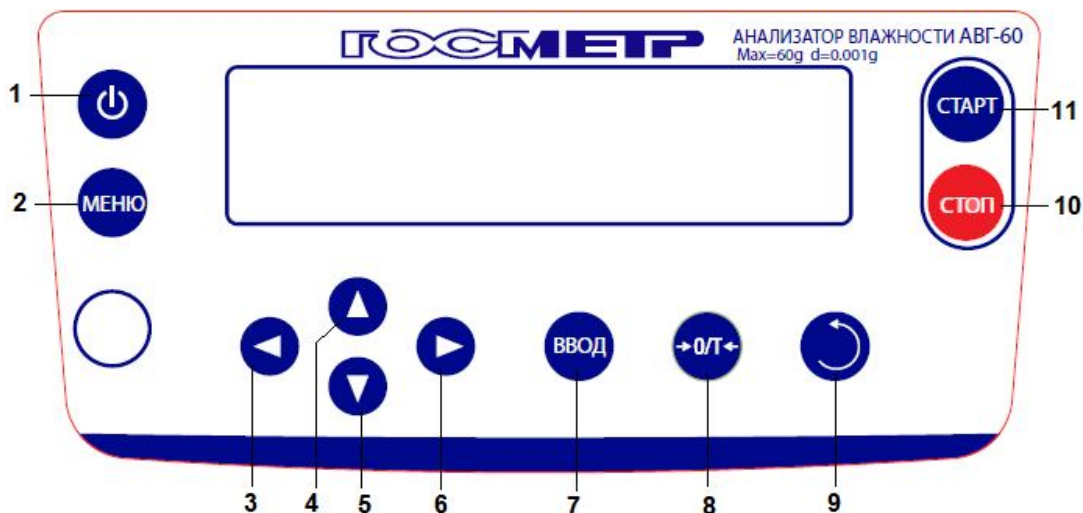 ГОСМЕТР
АНАЛИЗАТОР ВЛАЖНОСТИ АВГ-60
Max=60g d=0.001g
1
СТАРТ
11
2
МЕНЮ
СТОП
10
ВВОД
→0/T←
3
4
5
6
7
8
9